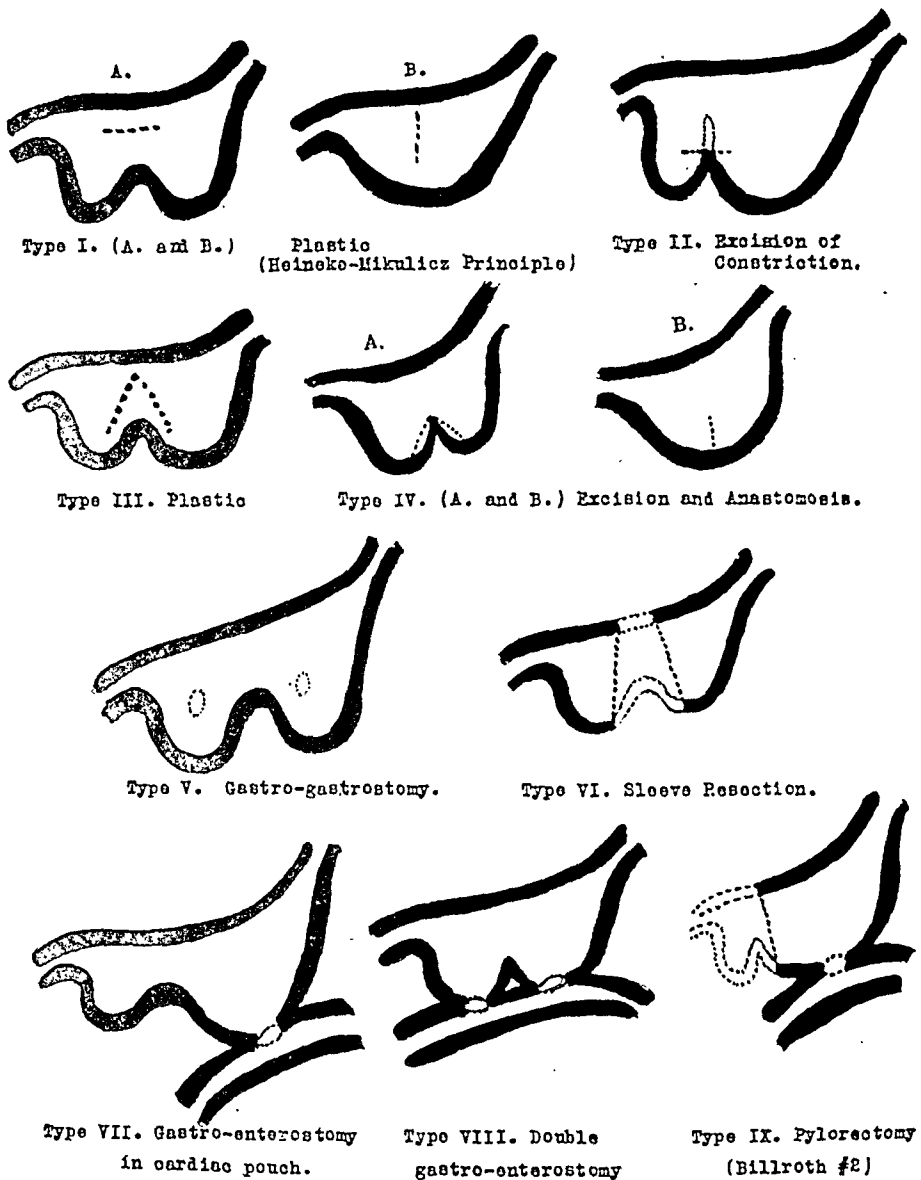 A.
B.
Type I. (A. and B.)
Plastic
(Heineke-Mikulicz Principle)
Type II. Excision of
Constriction.
Type III. Plastic
A.
B.
Type IV. (A. and B.) Excision and Anastomosis.
Type V. Gastro-gastrostomy.
Type VI. Sleeve Resection.
Type VII. Gastro-enterostomy
in cardiac pouch.
Type VIII. Double
gastro-enterostomy
Type IX. Pylorectomy
(Billroth #2)